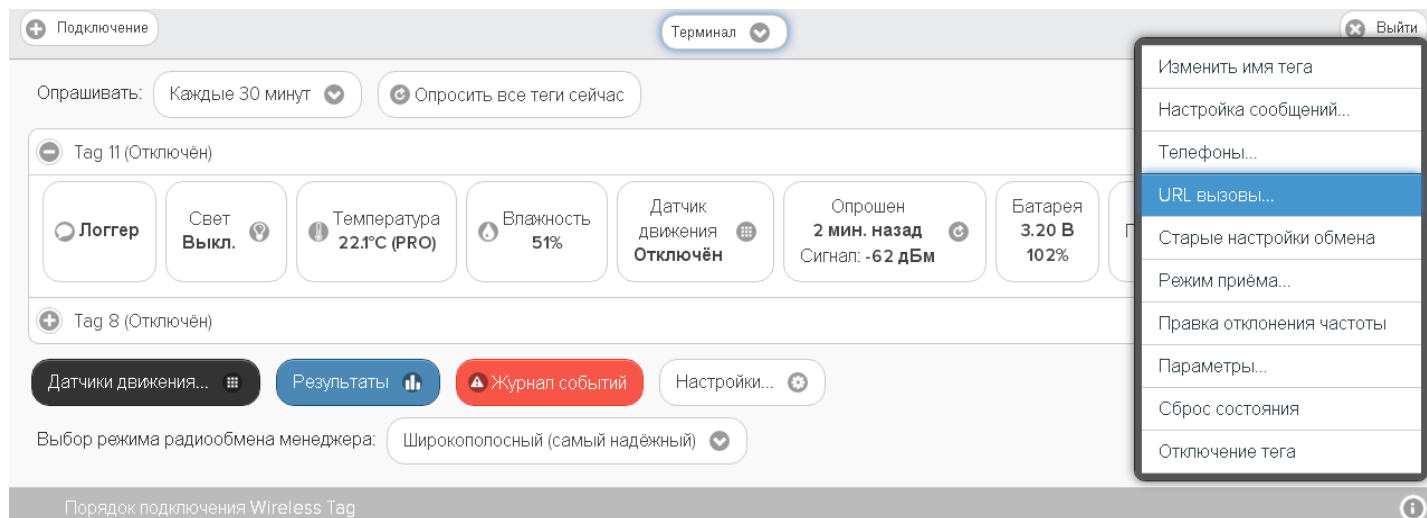 Подключение
Терминал
Выйти
Опрашивать:
Каждые 30 минут
Опросить все теги сейчас
Tag 11 (Отключён)
Логгер
Свет
Выкл.
Температура
22.1°C (PRO)
Влажность
51%
Датчик
движения
Отключён
Опрошен
2 мин. назад
Сигнал: -62 дБм
Батарея
3.20 В
102%
Tag 8 (Отключён)
Датчики движения...
Результаты
Журнал событий
Настройки...
Выбор режима радиообмена менеджера:
Широкополосный (самый надёжный)
Порядок подключения Wireless Tag
Изменить имя тега
Настройка сообщений...
Телефоны...
URL вызовы...
Старые настройки обмена
Режим приёма...
Правка отклонения частоты
Параметры...
Сброс состояния
Отключение тега